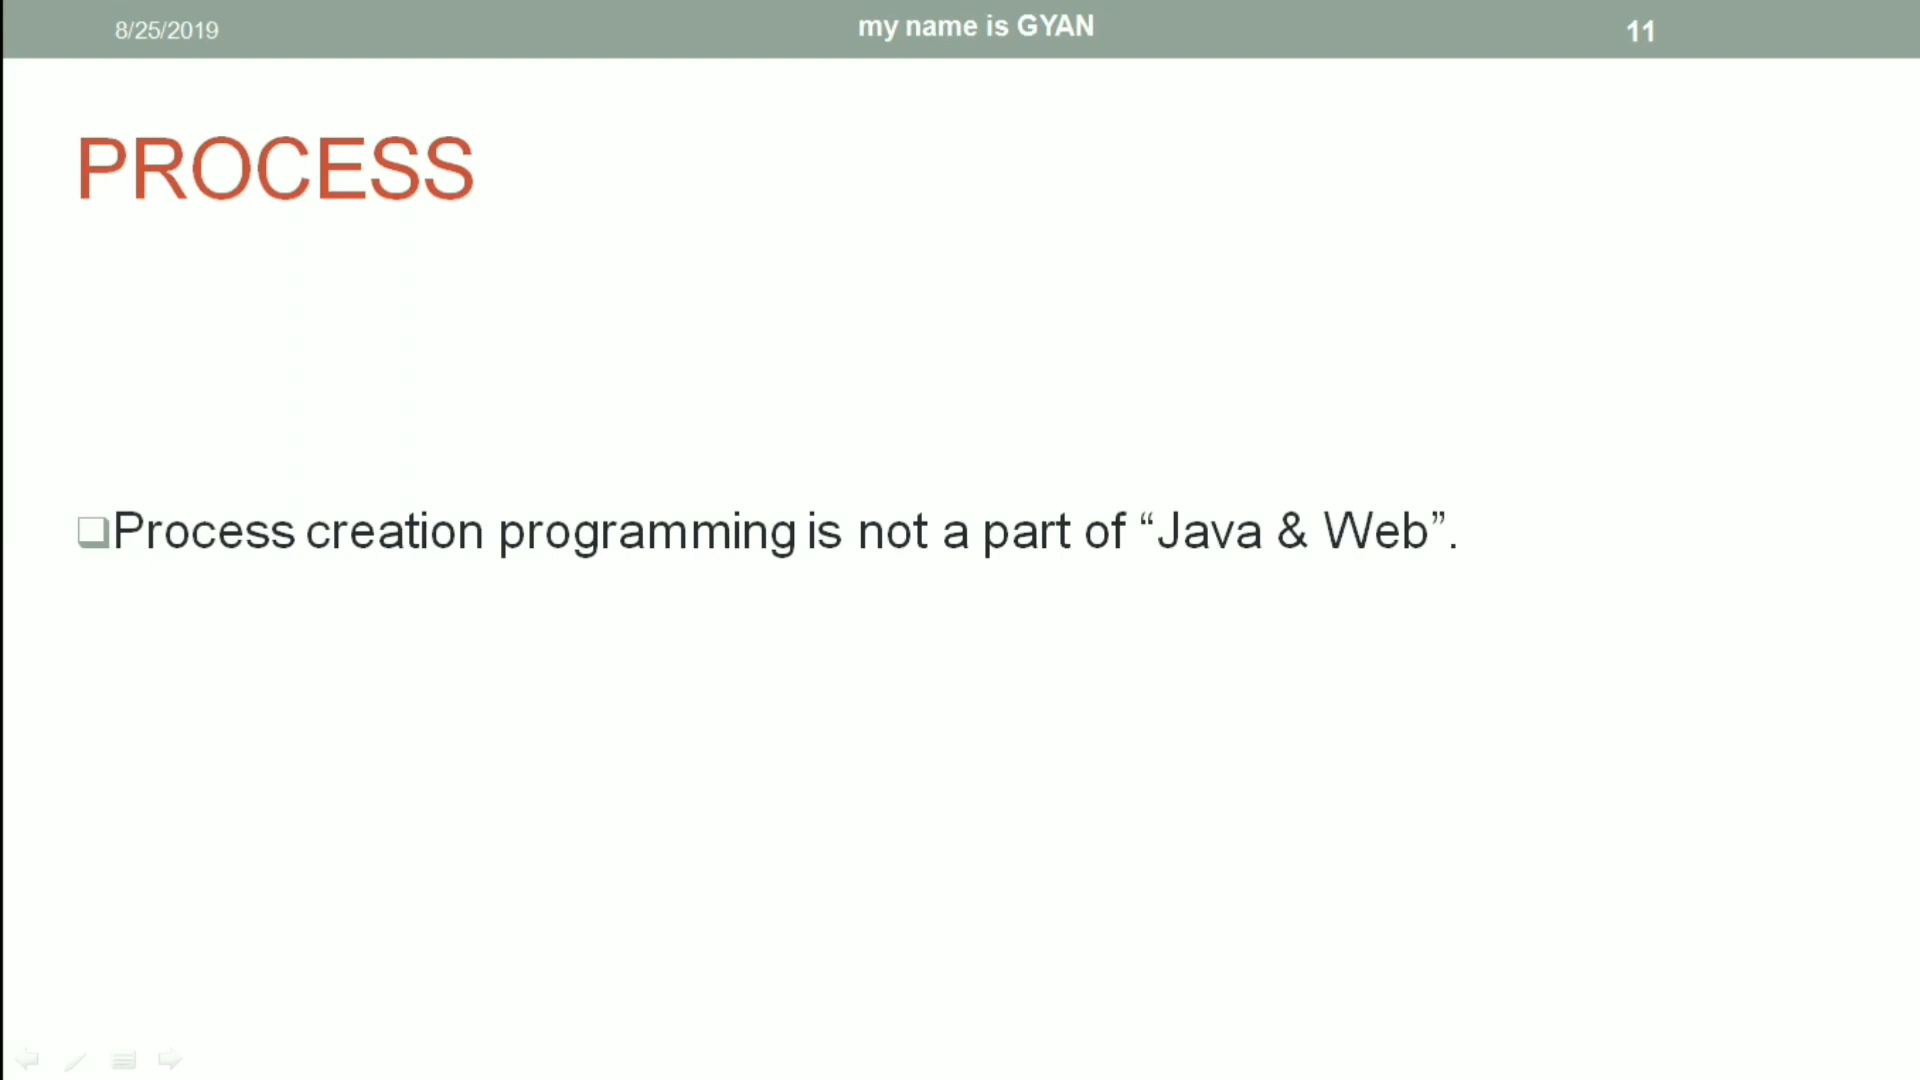 8/25/2019
my name is GYAN
11
PROCESS
Process creation programming is not a part of “Java & Web”.